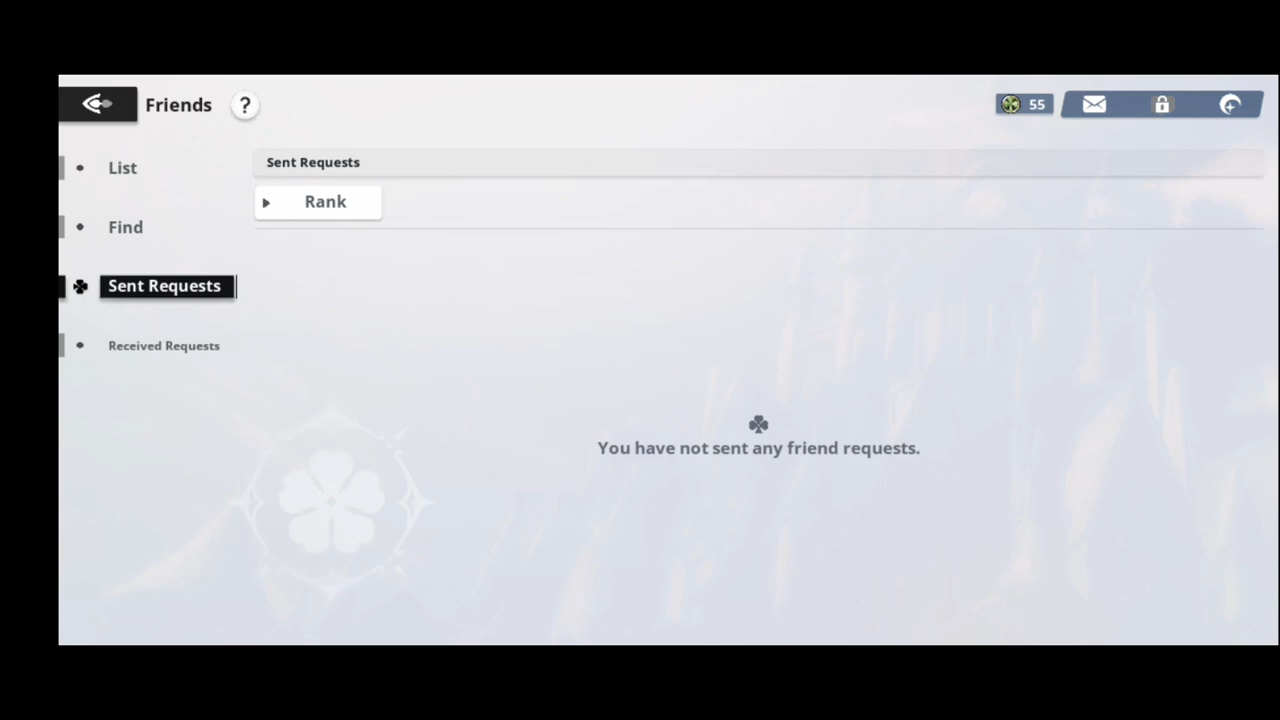 Friends
?
55
List
Find
Sent Requests
Received Requests
Sent Requests
Rank
You have not sent any friend requests.